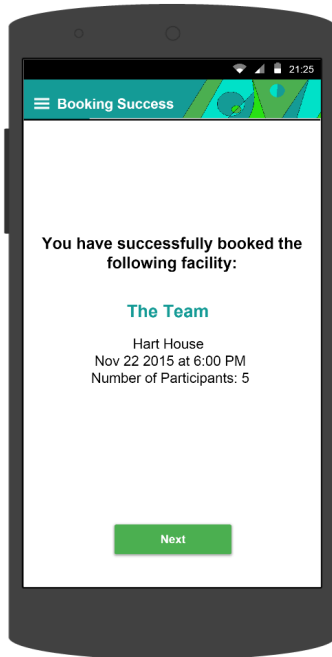 21:25
Booking Success
You have successfully booked the
following facility:
The Team
Hart House
Nov 22 2015 at 6:00 PM
Number of Participants: 5
Next